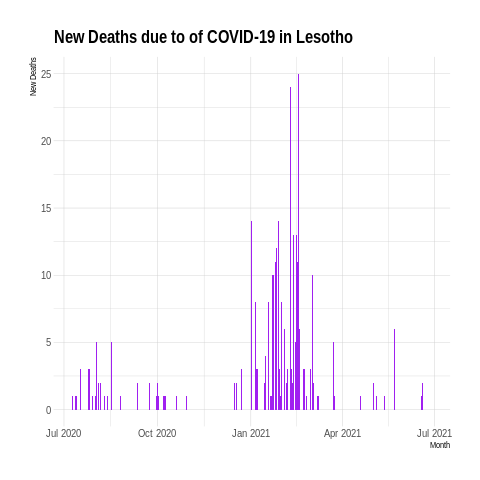 New Deaths due to of COVID-19 in Lesotho
New Deaths
25
20
15
10
5
0
Jul 2020 Oct 2020 Jan 2021 Apr 2021 Jul 2021
Month